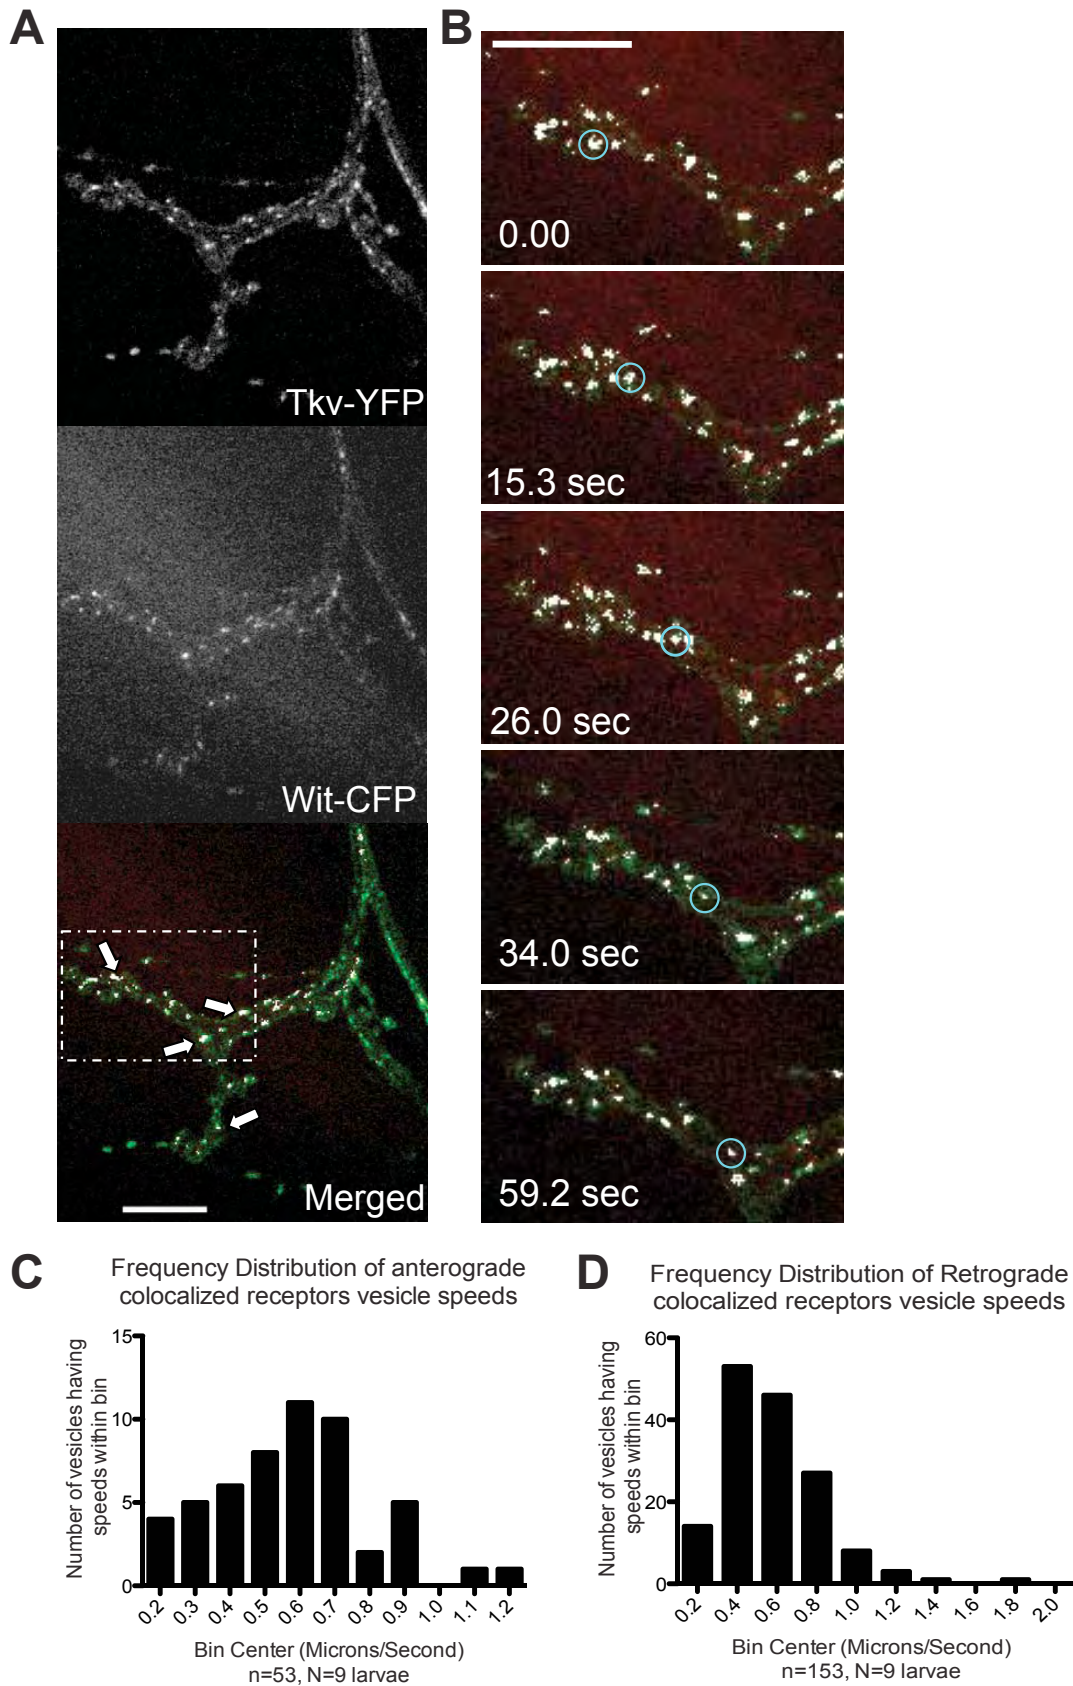 A
B
Tkv-YFP
Wit-CFP
Merged
0.00
15.3 sec
26.0 sec
34.0 sec
59.2 sec
C
Frequency Distribution of anterograde
colocalized receptors vesicle speeds
Number of vesicles having
speeds within bin
15
10
5
0
0.2 0.3 0.4 0.5 0.6 0.7 0.8 0.9 1.0 1.1 1.2
Bin Center (Microns/Second)
n=53, N=9 larvae
D
Frequency Distribution of Retrograde
colocalized receptors vesicle speeds
Number of vesicles having
speeds within bin
60
40
20
0
0.2 0.4 0.6 0.8 1.0 1.2 1.4 1.6 1.8 2.0
Bin Center (Microns/Second)
n=153, N=9 larvae